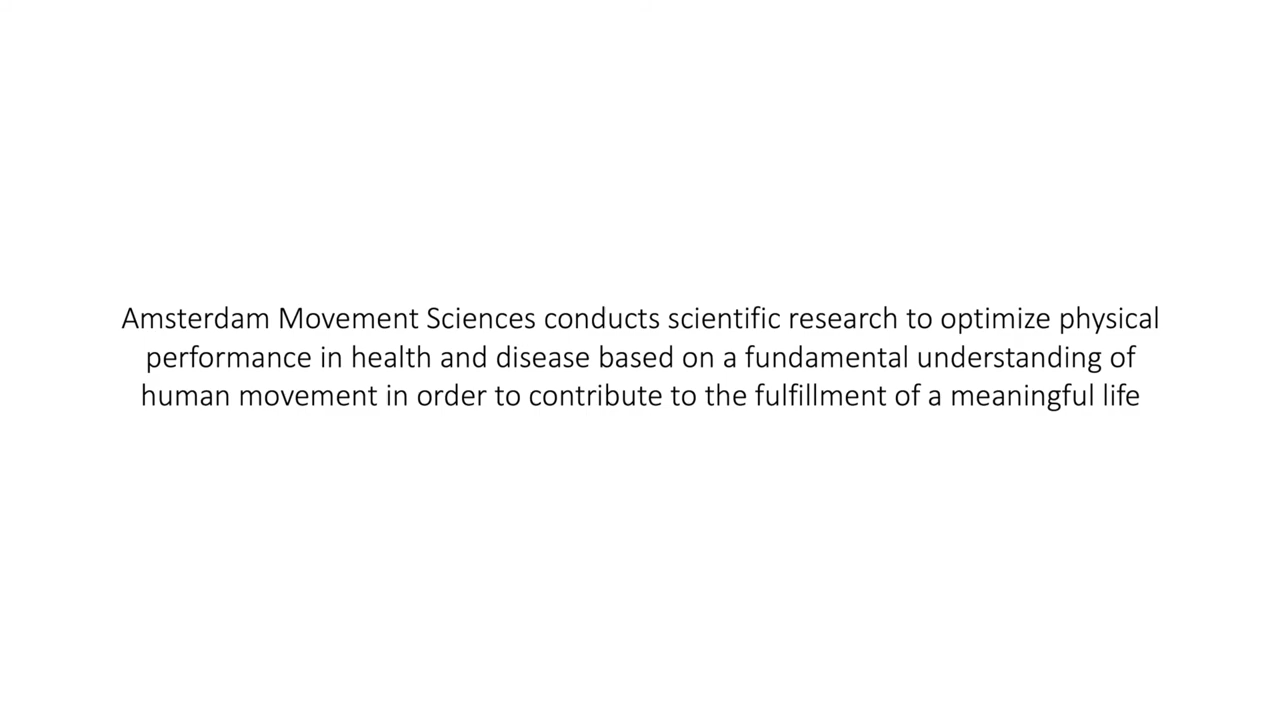 Amsterdam Movement Sciences conducts scientific research to optimize physical
performance in health and disease based on a fundamental understanding of
human movement in order to contribute to the fulfillment of a meaningful life